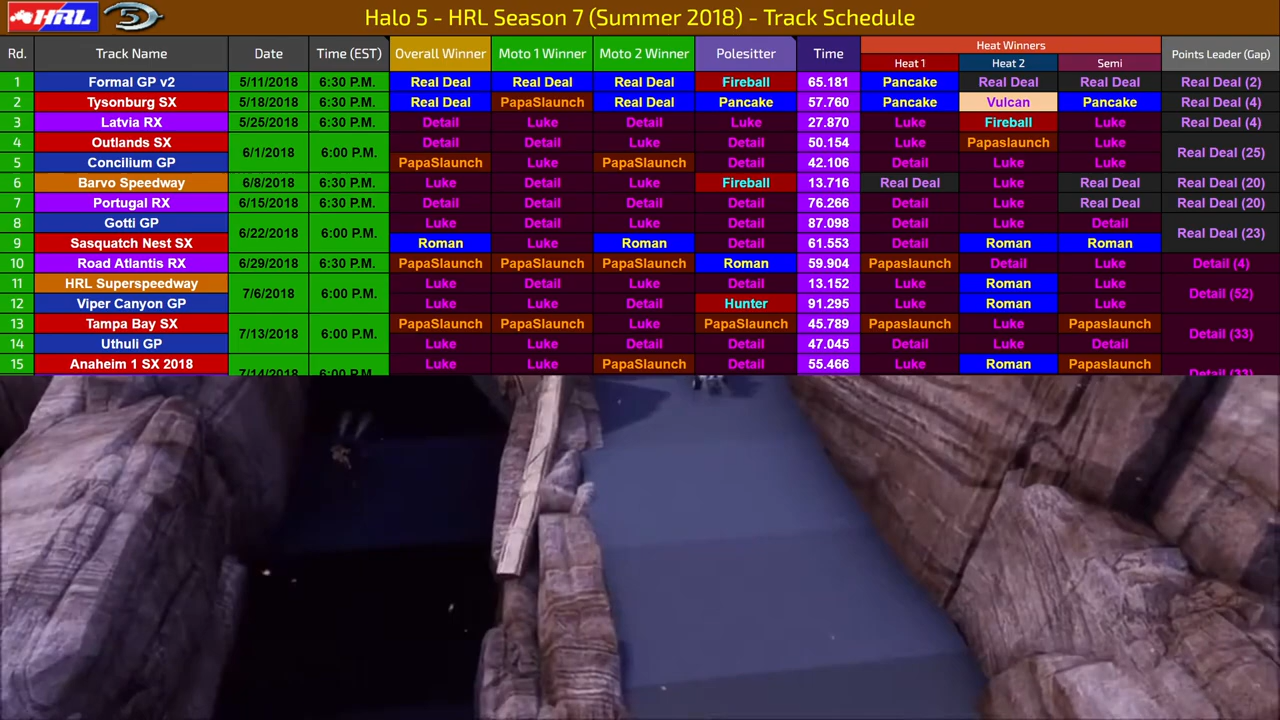 HRL 5 Halo 5 - HRL Season 7 (Summer 2018) - Track Schedule
Rd. Track Name Date Time (EST) Overall Winner Moto 1 Winner Moto 2 Winner Polesitter Time Heat Winners Points Leader (Gap)
Heat 1 Heat 2 Semi
1 Formal GP v2 5/11/2018 6:30 P.M. Real Deal Real Deal Real Deal Fireball 65.181 Pancake Real Deal Real Deal Real Deal (2)
2 Tysonburg SX 5/18/2018 6:30 P.M. Real Deal PapaSlaunch Real Deal Pancake 57.760 Pancake Vulcan Pancake Real Deal (4)
3 Latvia RX 5/25/2018 6:30 P.M. Detail Luke Detail Luke 27.870 Luke Fireball Luke Real Deal (4)
4 Outlands SX 6/1/2018 6:00 P.M. Detail Luke Detail Detail 50.154 Luke Papaslaunch Luke Real Deal (25)
5 Concilium GP PapaSlaunch Luke PapaSlaunch Detail 42.106 Detail Luke Luke
6 Barvo Speedway 6/8/2018 6:30 P.M. Luke Detail Luke Fireball 13.716 Real Deal Luke Real Deal Real Deal (20)
7 Portugal RX 6/15/2018 6:30 P.M. Detail Detail Luke Detail 76.266 Detail Luke Real Deal Real Deal (20)
8 Gotti GP 6/22/2018 6:00 P.M. Luke Detail Luke Detail 87.098 Detail Luke Detail Real Deal (23)
9 Sasquatch Nest SX Roman Luke Roman Detail 61.553 Detail Roman Roman
10 Road Atlantis RX 6/29/2018 6:30 P.M. PapaSlaunch PapaSlaunch PapaSlaunch Roman 59.904 Papaslaunch Detail Luke Detail (4)
11 HRL Superspeedway 7/6/2018 6:00 P.M. Luke Detail Luke Detail 13.152 Luke Roman Luke Detail (52)
12 Viper Canyon GP Luke Luke Detail Hunter 91.295 Luke Roman Luke
13 Tampa Bay SX 7/13/2018 6:00 P.M. PapaSlaunch PapaSlaunch Luke PapaSlaunch 45.789 Papaslaunch Luke Papaslaunch Detail (33)
14 Uthuli GP Luke Luke Luke Detail 47.045 Detail Luke Detail
15 Anaheim 1 SX 2018 7/14/2018 6:00 P.M. Luke Luke PapaSlaunch Detail 55.466 Luke Roman Papaslaunch Detail (33)